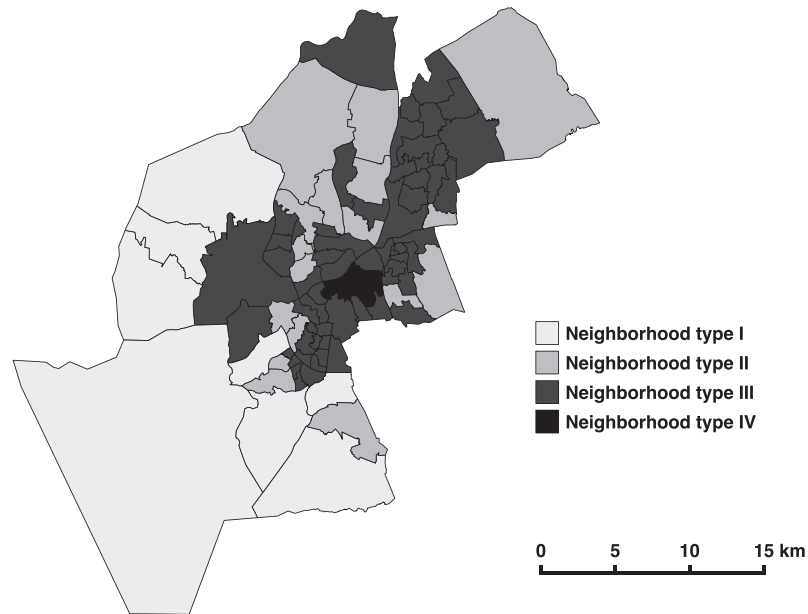 Neighborhood type I
Neighborhood type II
Neighborhood type III
Neighborhood type IV
0 5 10 15 km